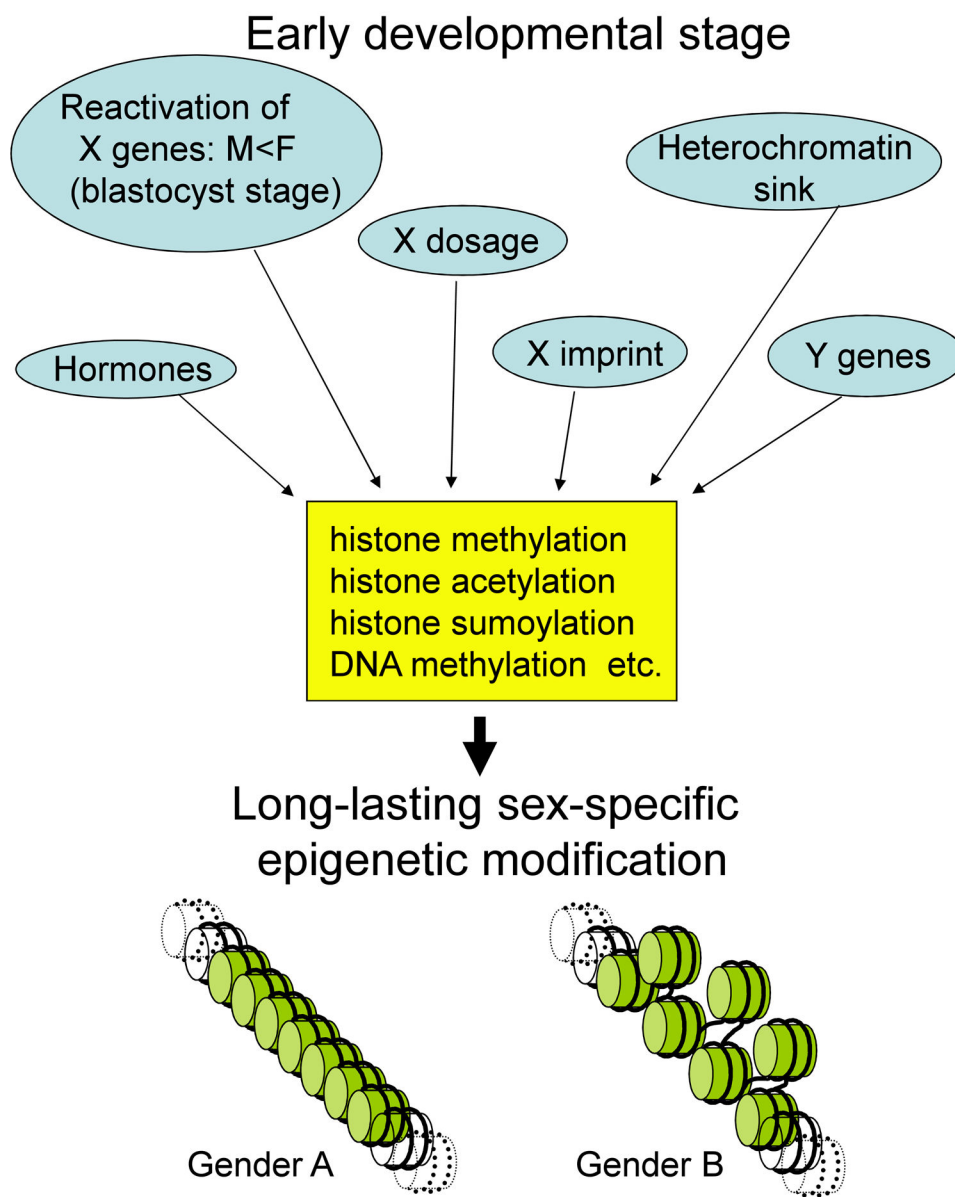 Early developmental stage
Reactivation of
X genes: M<F
(blastocyst stage)
Heterochromatin
sink
X dosage
X imprint
Y genes
Hormones
histone methylation
histone acetylation
histone sumoylation
DNA methylation  etc.
Long-lasting sex-specific
epigenetic modification
Gender A
Gender B